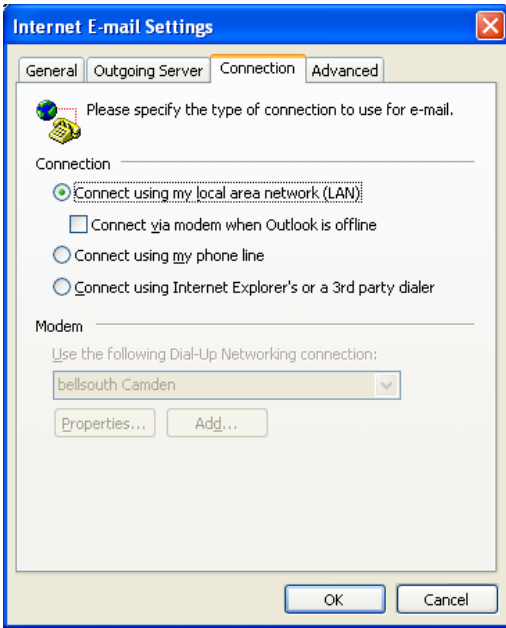 Internet E-mail Settings
General Outgoing Server Connection Advanced
Please specify the type of connection to use for e-mail.
Connection
Connect using my local area network (LAN)
Connect via modem when Outlook is offline
Connect using my phone line
Connect using Internet Explorer's or a 3rd party dialer
Modem
Use the following Dial-Up Networking connection:
bellsouth Camden
Properties... Add...
OK Cancel